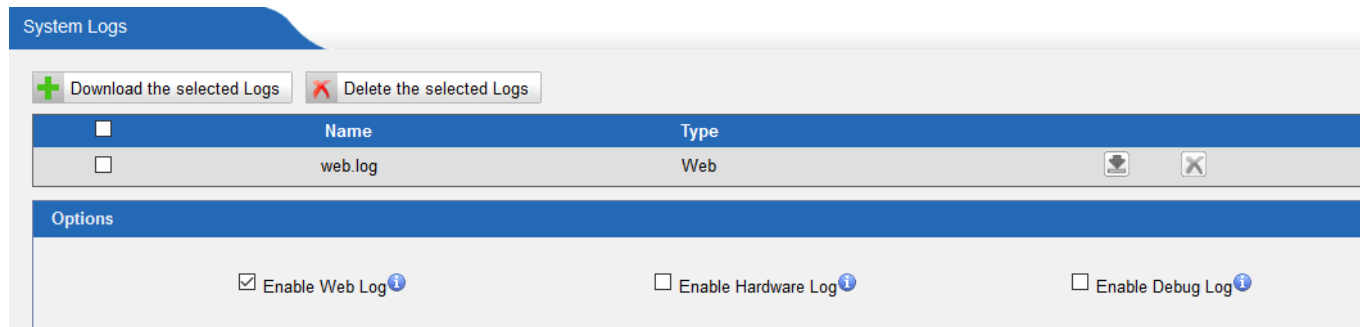 System Logs
Download the selected Logs Delete the selected Logs
Name Type
web.log Web
Options
Enable Web Log Enable Hardware Log Enable Debug Log